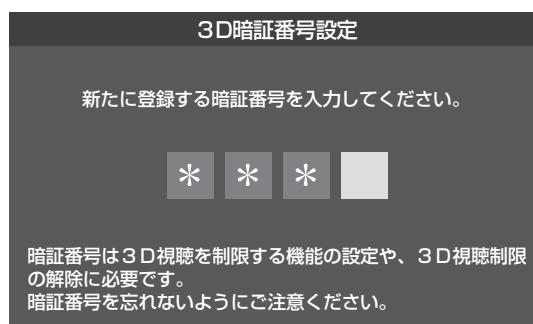 3D暗証番号設定
新たに登録する暗証番号を入力してください。
＊ ＊ ＊
暗証番号は３Ｄ視聴を制限する機能の設定や、３Ｄ視聴制限
の解除に必要です。
暗証番号を忘れないようにご注意ください。